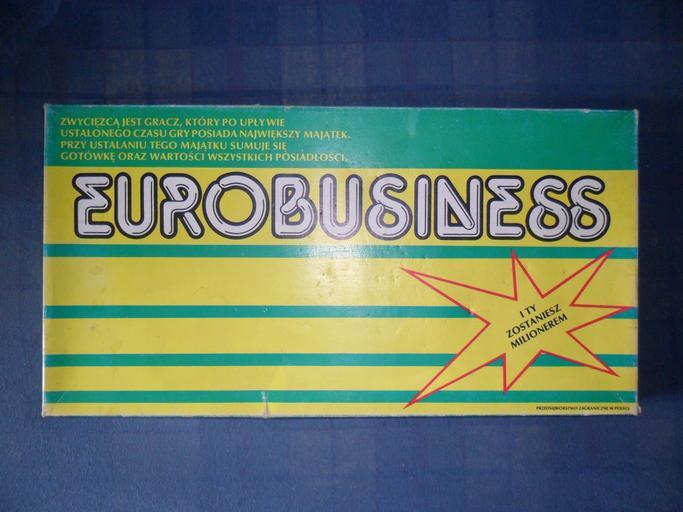 ZWYCIĘZCĄ JEST GRACZ, KTÓRY PO UPŁYWIE
USTALONEGO CZASU GRY POSIADA NAJWIĘKSZY MAJĄTEK.
PRZY USTALANIU TEGO MAJĄTKU SUMUJE SIĘ
GOTÓWKĘ ORAZ WARTOŚCI WSZYSTKICH POSIADŁOŚCI.
EUROBUSINESS
I TY
ZOSTANIESZ
MILIONEREM
PRZEDSIĘBIORSTWO ZAGRANICZNE W POLSCE